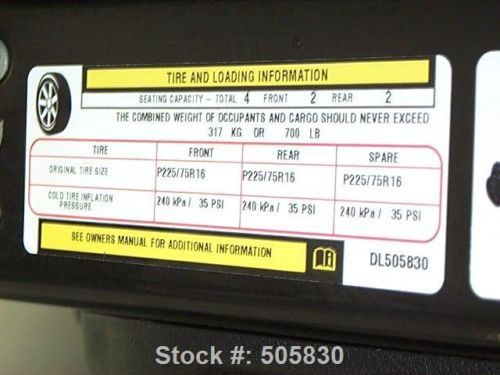 TIRE AND LOADING INFORMATION
SEATING CAPACITY - TOTAL 4 FRONT 2 REAR 2
THE COMBINED WEIGHT OF OCCUPANTS AND CARGO SHOULD NEVER EXCEED
317 KG OR 700 LB
TIRE FRONT REAR SPARE
ORIGINAL TIRE SIZE P225/75R16 P225/75R16 P225/75R16
COLD TIRE INFLATION PRESSURE 240 kPa / 35 PSI 240 kPa / 35 PSI 240 kPa / 35 PSI
SEE OWNERS MANUAL FOR ADDITIONAL INFORMATION
DL505830
Stock #: 505830